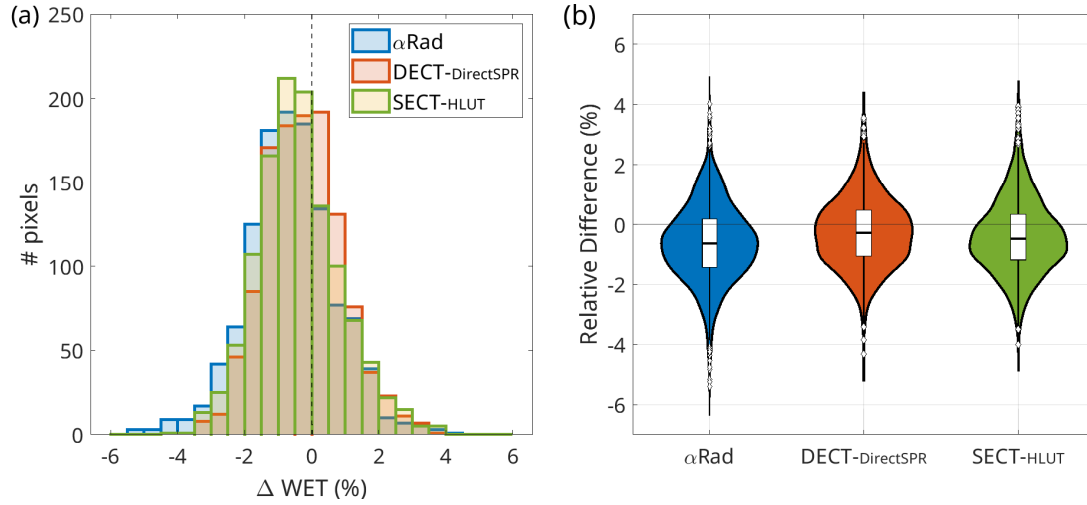 (a)
250
200
150
100
50
0
# pixels
-6 -4 -2 0 2 4 6
Δ WET (%)
αRad
DECT-DirectSPR
SECT-HLUT
(b)
6
4
2
0
-2
-4
-6
Relative Difference (%)
αRad DECT-DirectSPR SECT-HLUT